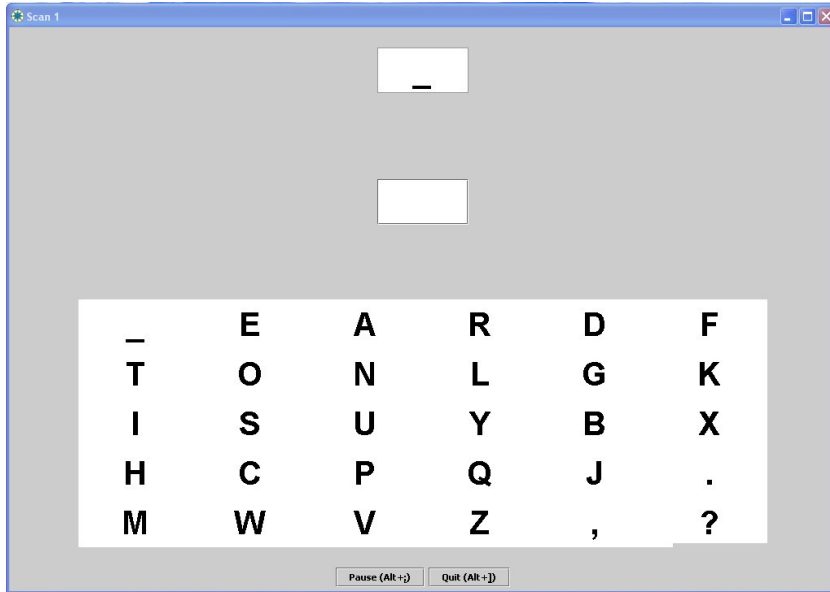 Scan 1
_
_ E A R D F
T O N L G K
I S U Y B X
H C P Q J .
M W V Z , ?
Pause (Alt+;) Quit (Alt+])